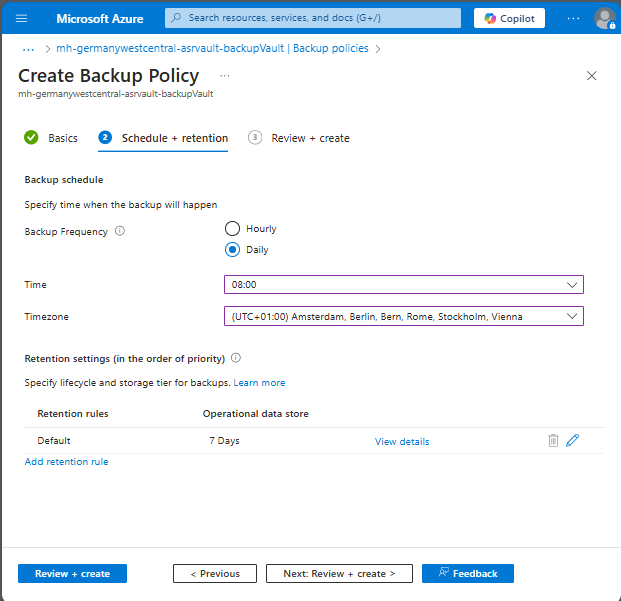 Microsoft Azure
Search resources, services, and docs (G+/)
Copilot
...
... > mh-germanywestcentral-asrvault-backupVault | Backup policies >
Create Backup Policy ...
mh-germanywestcentral-asrvault-backupVault
Basics
2 Schedule + retention
3 Review + create
Backup schedule
Specify time when the backup will happen
Backup Frequency
Hourly
Daily
Time
08:00
Timezone
(UTC+01:00) Amsterdam, Berlin, Bern, Rome, Stockholm, Vienna
Retention settings (in the order of priority)
Specify lifecycle and storage tier for backups. Learn more
Retention rules Operational data store
Default 7 Days View details
Add retention rule
Review + create
< Previous
Next: Review + create >
Feedback